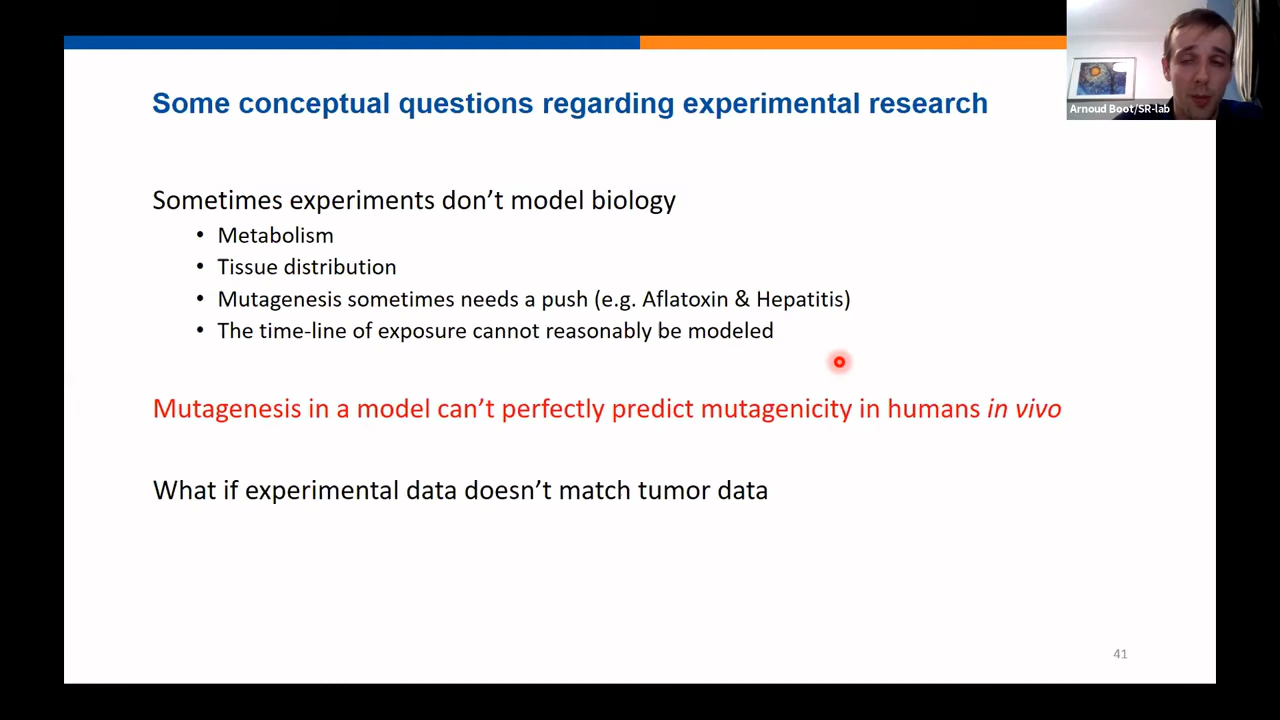 Some conceptual questions regarding experimental research
Arnoud Boot/SR-lab
Sometimes experiments don’t model biology
• Metabolism
• Tissue distribution
• Mutagenesis sometimes needs a push (e.g. Aflatoxin & Hepatitis)
• The time-line of exposure cannot reasonably be modeled
Mutagenesis in a model can’t perfectly predict mutagenicity in humans in vivo
What if experimental data doesn’t match tumor data
41